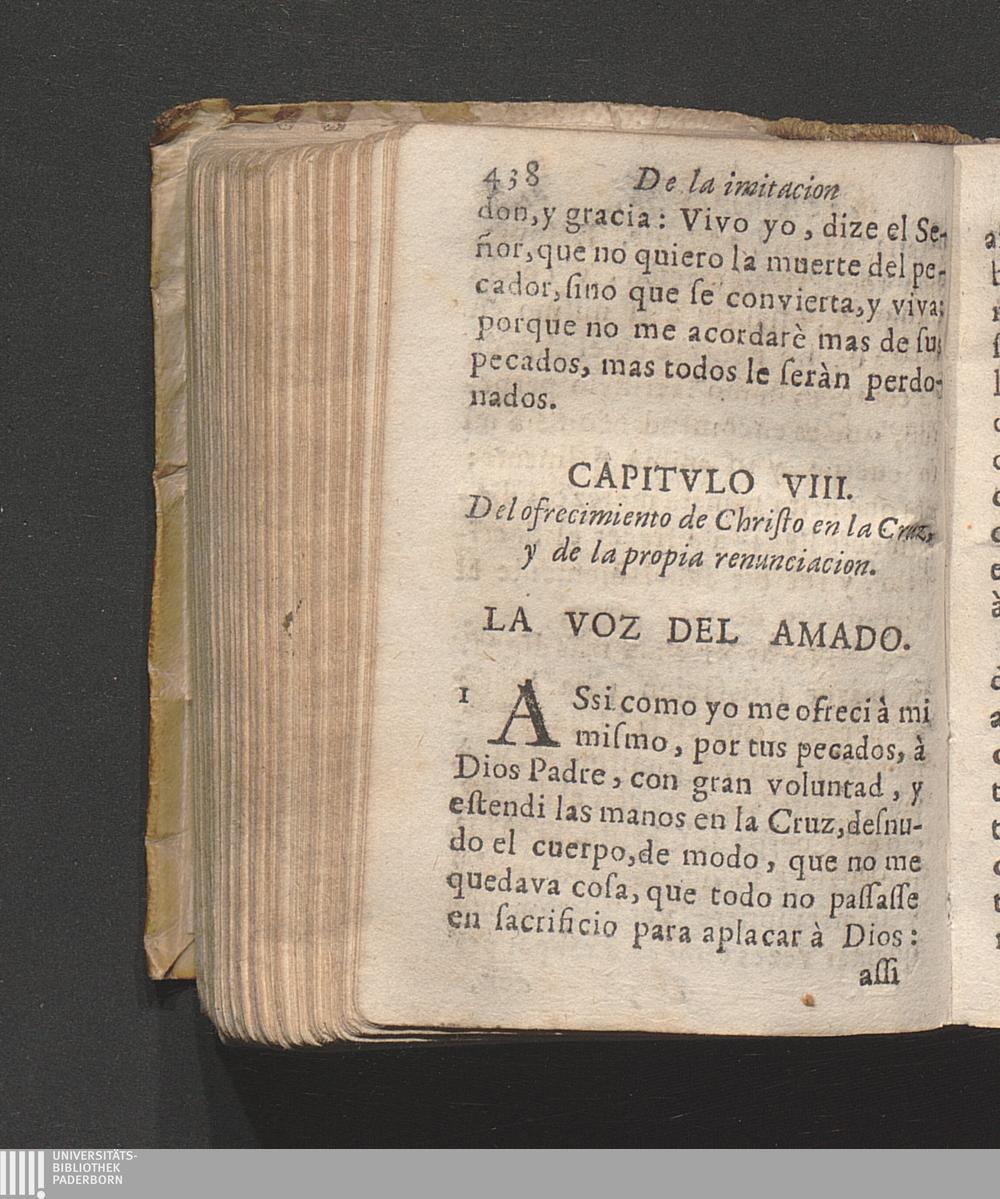 438 De la imitacion
don, y gracia: Vivo yo, dize el Se-
ñor, que no quiero la muerte del pe-
cador, ſino que ſe convierta, y viva;
porque no me acordarè mas de ſus
pecados, mas todos le ſeràn perdo-
nados.
CAPITVLO VIII.
Del ofrecimiento de Chriſto en la Cruz,
y de la propia renunciacion.
LA VOZ DEL AMADO.
1 ASsi como yo me ofreci à mi
miſmo, por tus pecados, à
Dios Padre, con gran voluntad, y
eſtendi las manos en la Cruz, deſnu-
do el cuerpo, de modo, que no me
quedava coſa, que todo no paſſaſſe
en ſacrificio para aplacar à Dios:
aſſi
UNIVERSITÄTS-
BIBLIOTHEK
PADERBORN